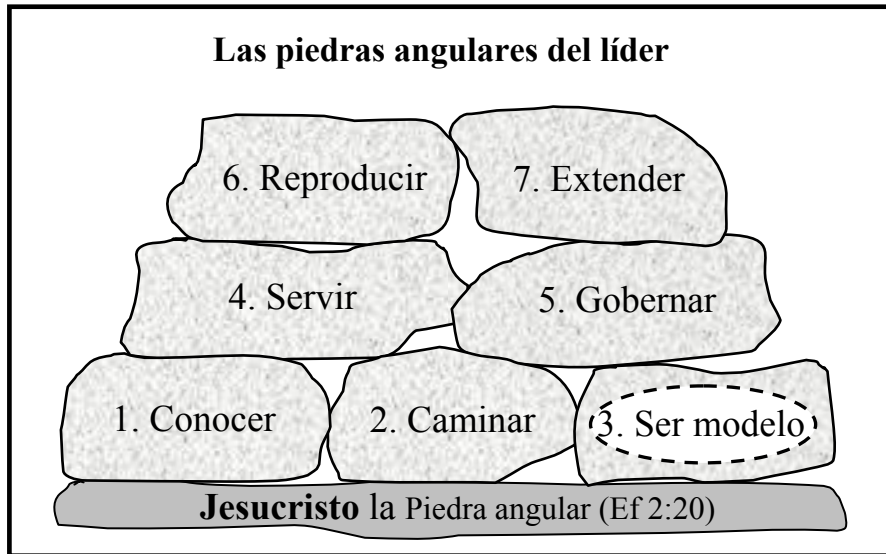 Las piedras angulares del líder
6. Reproducir
7. Extender
4. Servir
5. Gobernar
1. Conocer
2. Caminar
3. Ser modelo
Jesucristo la Piedra angular (Ef 2:20)